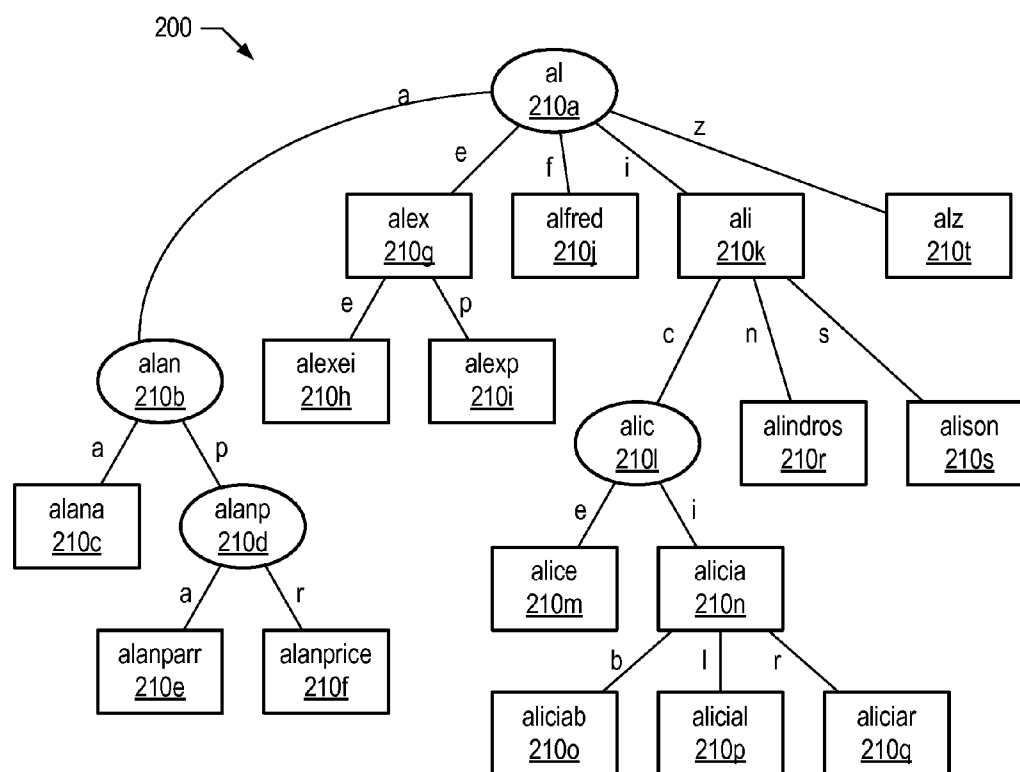 200
al
210a
a
e
f
i
z
alex
210g
alfred
210j
ali
210k
alz
210t
e
p
c
n
s
alan
210b
alexei
210h
alexp
210i
alic
210l
alindros
210r
alison
210s
a
p
alana
210c
alanp
210d
e
i
alice
210m
alicia
210n
a
r
alanparr
210e
alanprice
210f
b
l
r
aliciab
210o
alicial
210p
aliciar
210q